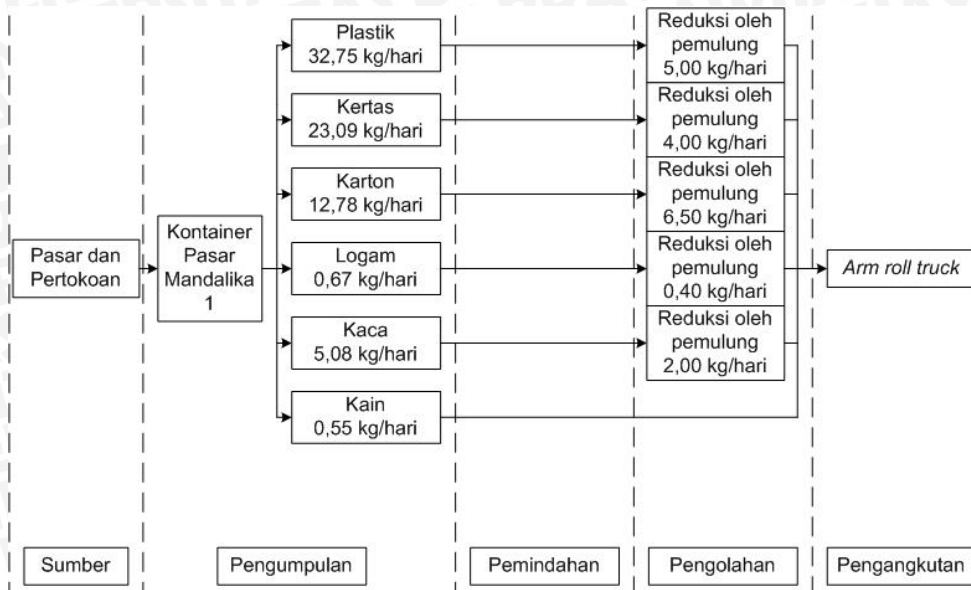 Plastik
32,75 kg/hari
Reduksi oleh
pemulung
5,00 kg/hari
Kertas
23,09 kg/hari
Reduksi oleh
pemulung
4,00 kg/hari
Karton
12,78 kg/hari
Reduksi oleh
pemulung
6,50 kg/hari
Pasar dan
Pertokoan
Kontainer
Pasar
Mandalika
1
Logam
0,67 kg/hari
Reduksi oleh
pemulung
0,40 kg/hari
Arm roll truck
Kaca
5,08 kg/hari
Reduksi oleh
pemulung
2,00 kg/hari
Kain
0,55 kg/hari
Sumber
Pengumpulan
Pemindahan
Pengolahan
Pengangkutan